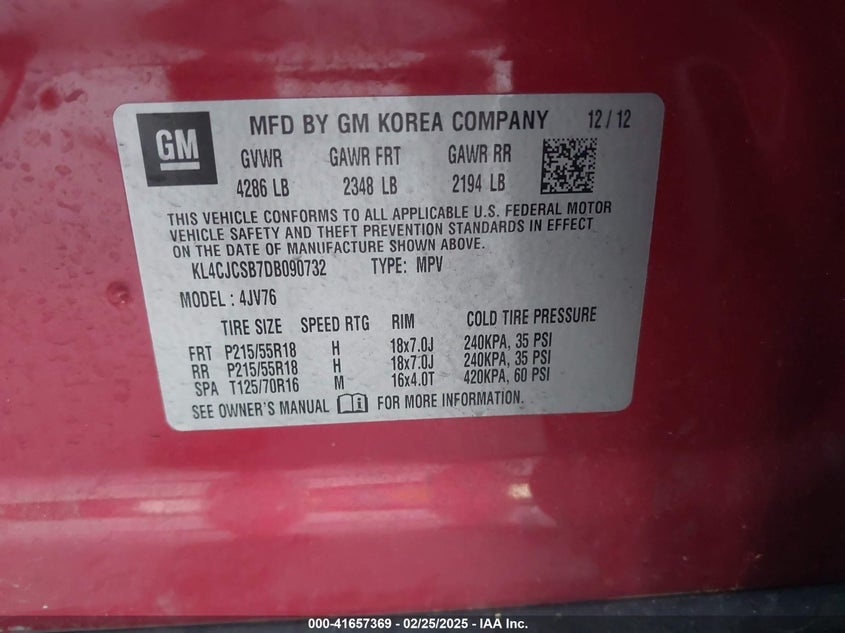 GM MFD BY GM KOREA COMPANY 12/12
GVWR GAWR FRT GAWR RR
4286 LB 2348 LB 2194 LB
THIS VEHICLE CONFORMS TO ALL APPLICABLE U.S. FEDERAL MOTOR
VEHICLE SAFETY AND THEFT PREVENTION STANDARDS IN EFFECT
ON THE DATE OF MANUFACTURE SHOWN ABOVE.
KL4CJCSB7DB090732 TYPE: MPV
MODEL : 4JV76
TIRE SIZE SPEED RTG RIM COLD TIRE PRESSURE
FRT P215/55R18 H 18x7.0J 240KPA, 35 PSI
RR P215/55R18 H 18x7.0J 240KPA, 35 PSI
SPA T125/70R16 M 16x4.0T 420KPA, 60 PSI
SEE OWNER'S MANUAL FOR MORE INFORMATION.
000-41657369 - 02/25/2025 - IAA Inc.